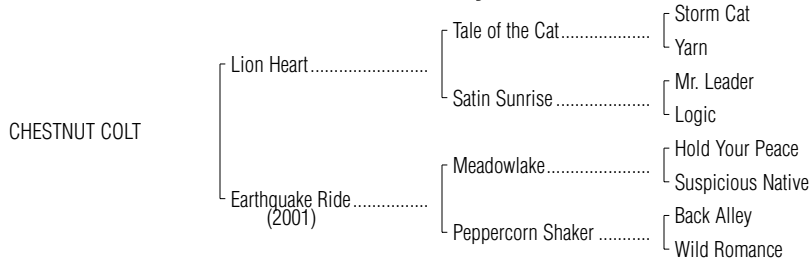 Storm Cat
Tale of the Cat...................
Yarn
Lion Heart.........................
Mr. Leader
Satin Sunrise ....................
Logic
CHESTNUT COLT
Hold Your Peace
Meadowlake......................
Suspicious Native
Earthquake Ride................
(2001)
Back Alley
Peppercorn Shaker ...........
Wild Romance